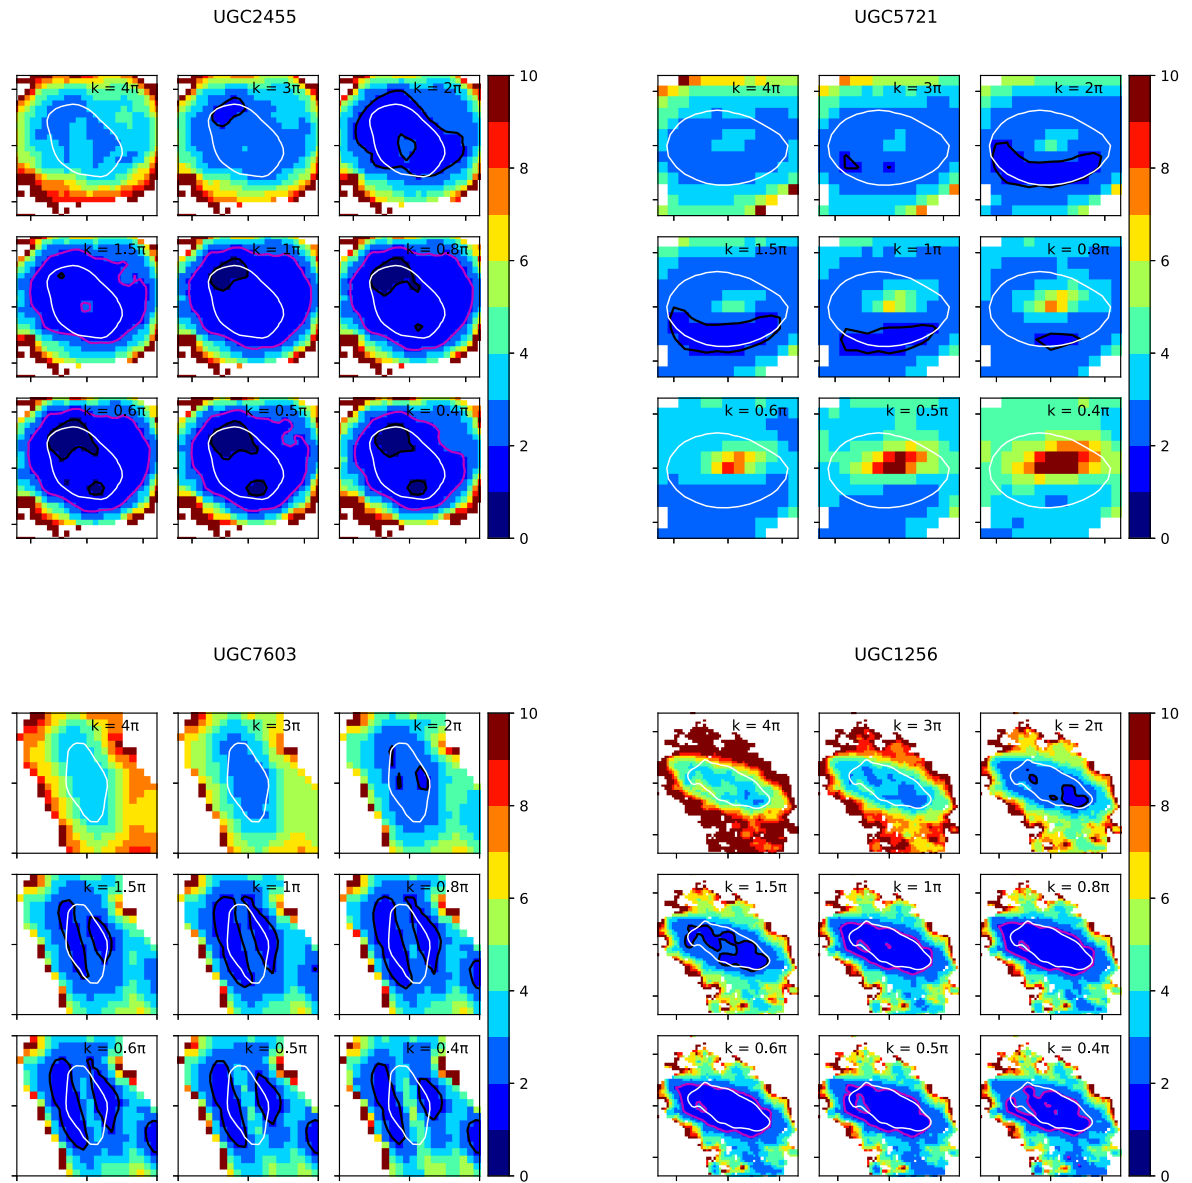 UGC2455
k = 4π
k = 3π
k = 2π
k = 1.5π
k = 1π
k = 0.8π
k = 0.6π
k = 0.5π
k = 0.4π
10
8
6
4
2
0
UGC5721
k = 4π
k = 3π
k = 2π
k = 1.5π
k = 1π
k = 0.8π
k = 0.6π
k = 0.5π
k = 0.4π
10
8
6
4
2
0
UGC7603
k = 4π
k = 3π
k = 2π
k = 1.5π
k = 1π
k = 0.8π
k = 0.6π
k = 0.5π
k = 0.4π
10
8
6
4
2
0
UGC1256
k = 4π
k = 3π
k = 2π
k = 1.5π
k = 1π
k = 0.8π
k = 0.6π
k = 0.5π
k = 0.4π
10
8
6
4
2
0